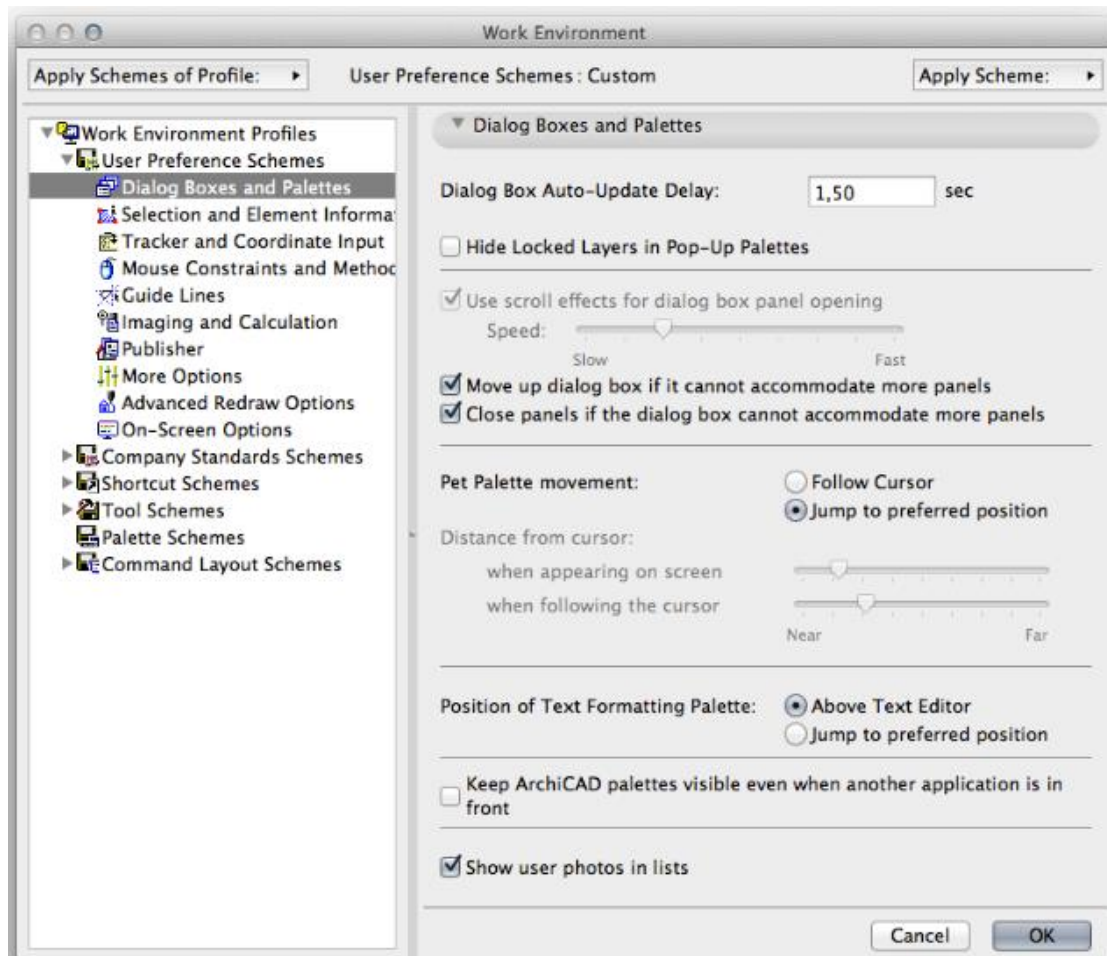 Work Environment
Apply Schemes of Profile:
User Preference Schemes : Custom
Apply Scheme:
Work Environment Profiles
User Preference Schemes
Dialog Boxes and Palettes
Selection and Element Informa
Tracker and Coordinate Input
Mouse Constraints and Methoc
Guide Lines
Imaging and Calculation
Publisher
More Options
Advanced Redraw Options
On-Screen Options
Company Standards Schemes
Shortcut Schemes
Tool Schemes
Palette Schemes
Command Layout Schemes
Dialog Boxes and Palettes
Dialog Box Auto-Update Delay: 1,50 sec
Hide Locked Layers in Pop-Up Palettes
Use scroll effects for dialog box panel opening
Speed:
Slow Fast
Move up dialog box if it cannot accommodate more panels
Close panels if the dialog box cannot accommodate more panels
Pet Palette movement: Follow Cursor
Jump to preferred position
Distance from cursor:
when appearing on screen
when following the cursor
Near Far
Position of Text Formatting Palette: Above Text Editor
Jump to preferred position
Keep ArchiCAD palettes visible even when another application is in
front
Show user photos in lists
Cancel OK